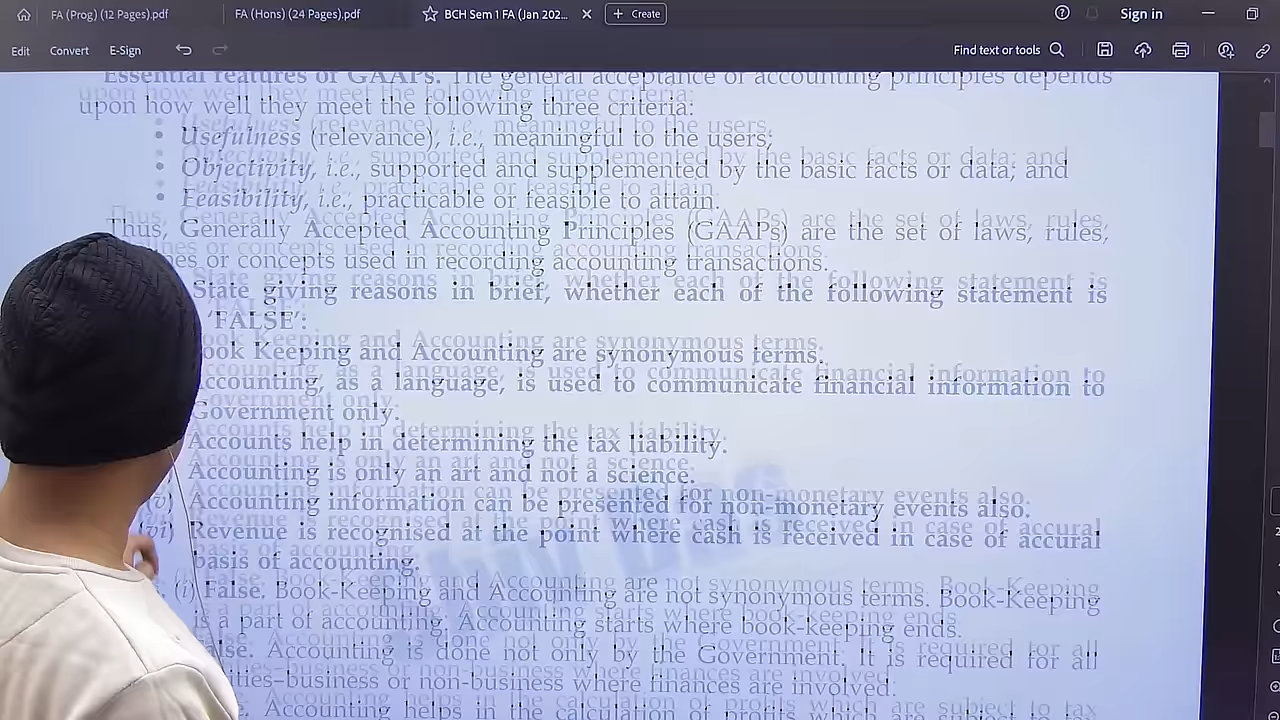 FA (Prog) (12 Pages).pdf
FA (Hons) (24 Pages).pdf
BCH Sem 1 FA (Jan 202...
Create
Sign in
Edit
Convert
E-Sign
Find text or tools
Essential features of GAAPs. The general acceptance of accounting principles depends
upon how well they meet the following three criteria:
• Usefulness (relevance), i.e., meaningful to the users;
• Objectivity, i.e., supported and supplemented by the basic facts or data; and
• Feasibility, i.e., practicable or feasible to attain.
Thus, Generally Accepted Accounting Principles (GAAPs) are the set of laws, rules,
or concepts used in recording accounting transactions.
State giving reasons in brief, whether each of the following statement is
'FALSE':
Book Keeping and Accounting are synonymous terms.
Accounting, as a language, is used to communicate financial information to
Government only.
Accounts help in determining the tax liability.
Accounting is only an art and not a science.
(v) Accounting information can be presented for non-monetary events also.
(vi) Revenue is recognised at the point where cash is received in case of accural
basis of accounting.
(i) False. Book-Keeping and Accounting are not synonymous terms. Book-Keeping
is a part of accounting. Accounting starts where book-keeping ends.
False. Accounting is done not only by the Government. It is required for all
business or non-business where finances are involved.
Accounting helps in the calculation of profits which are subject to tax